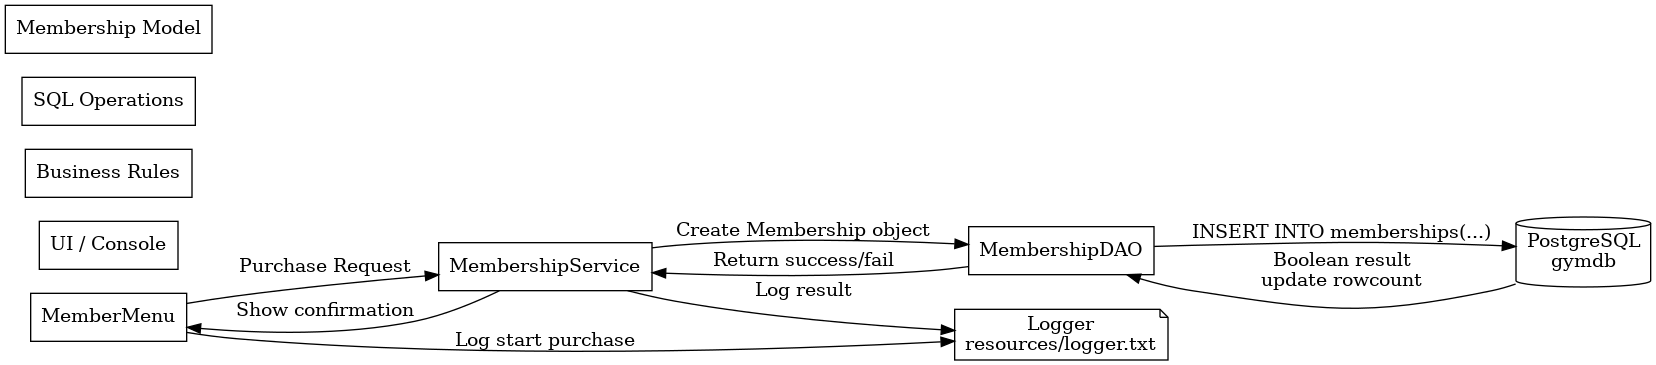 Membership Model
SQL Operations
Business Rules
UI / Console
MemberMenu
Purchase Request
Show confirmation
Log start purchase
MembershipService
Create Membership object
Return success/fail
Log result
MembershipDAO
Logger
resources/logger.txt
INSERT INTO memberships(...)
Boolean result
update rowcount
PostgreSQL
gymdb